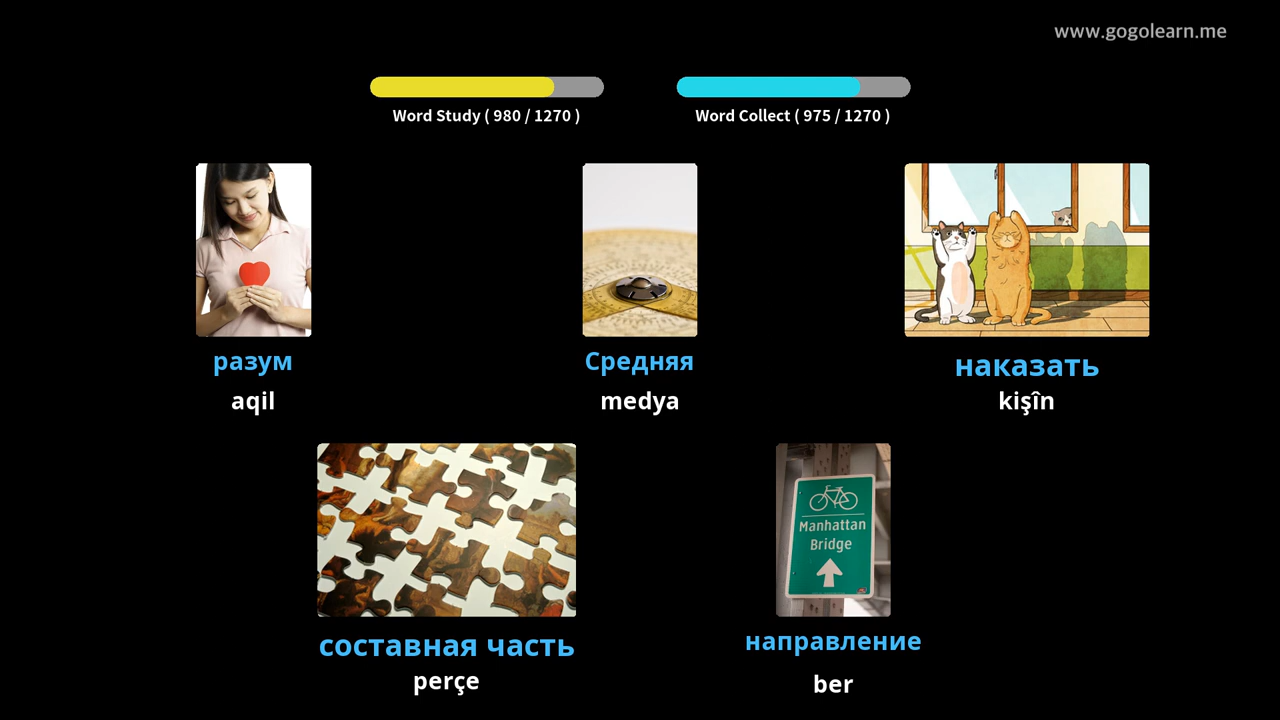 www.gogolearn.me
Word Study ( 980 / 1270 )
Word Collect ( 975 / 1270 )
разум
aqil
Средняя
medya
наказать
kişîn
Manhattan
Bridge
составная часть
perçe
направление
ber